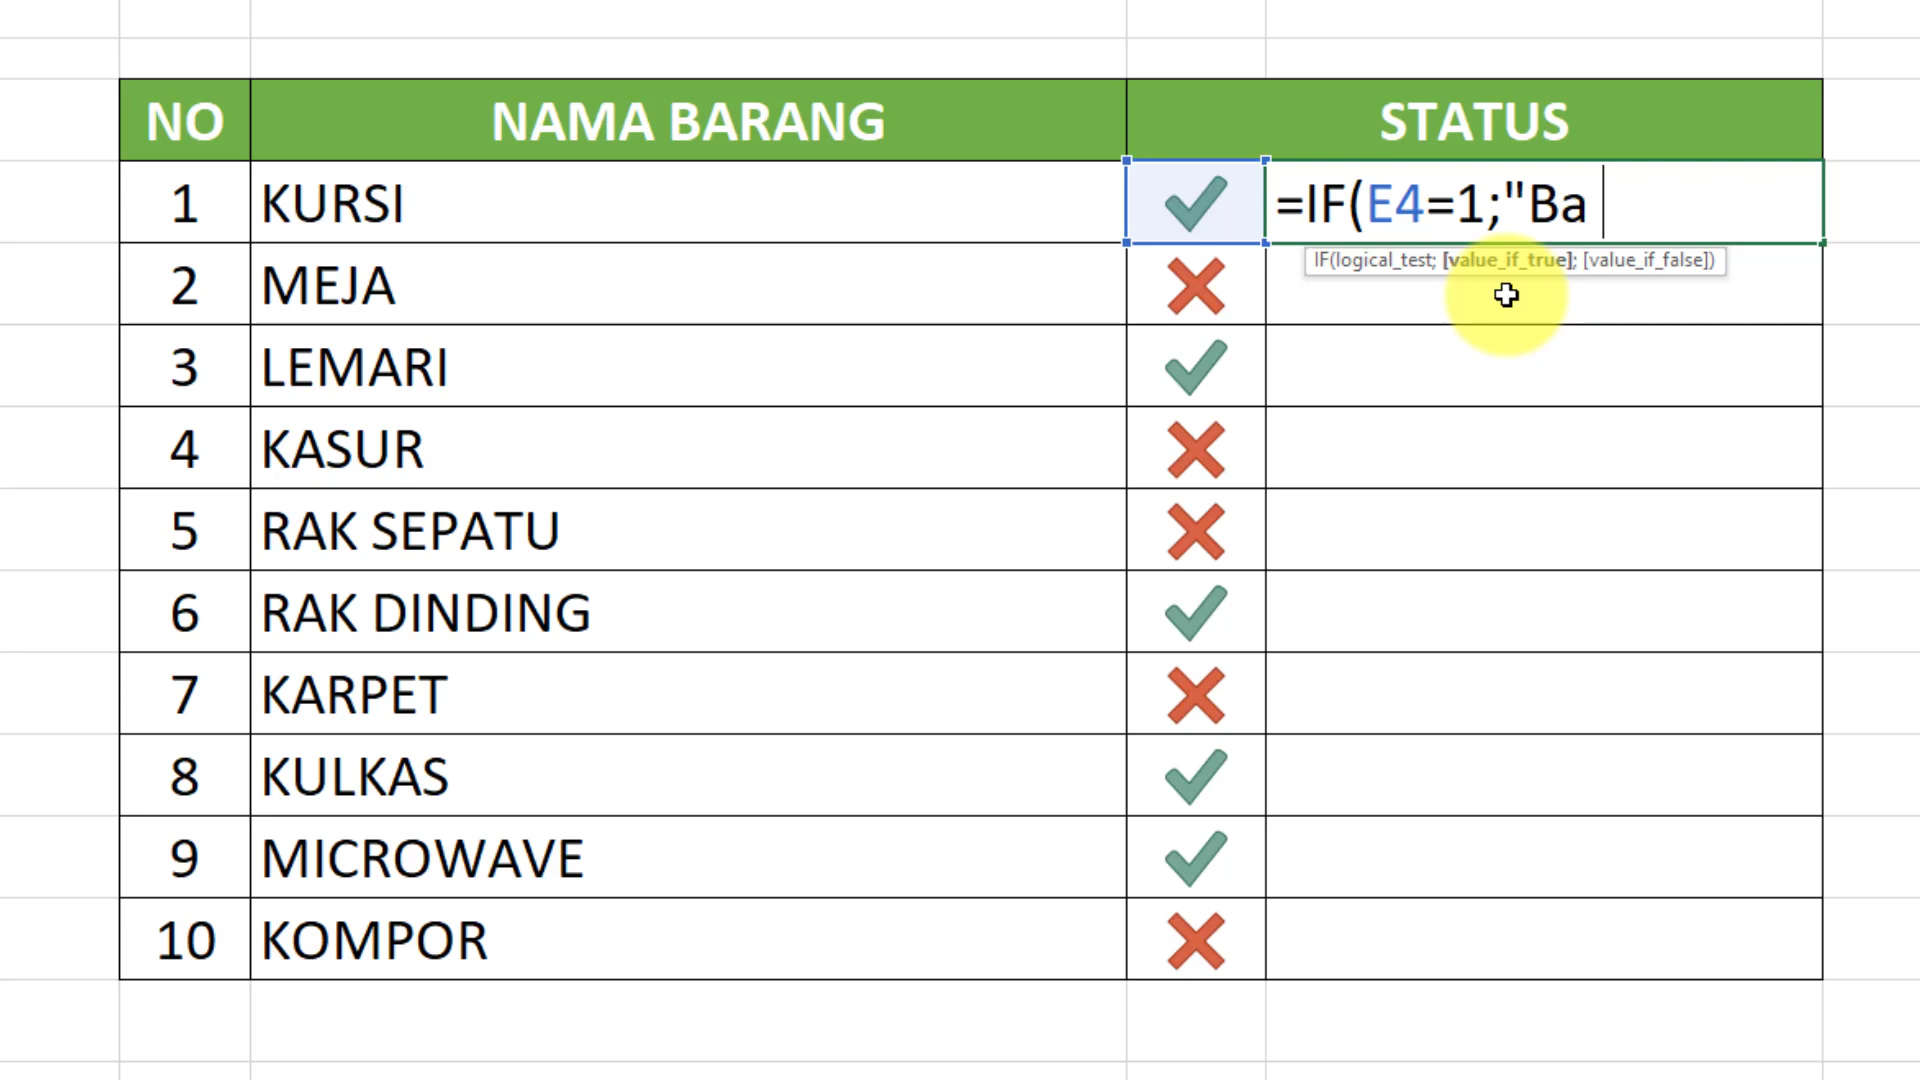 NO NAMA BARANG STATUS
1 KURSI =IF(E4=1;"Ba
IF(logical_test; [value_if_true]; [value_if_false])
2 MEJA
3 LEMARI
4 KASUR
5 RAK SEPATU
6 RAK DINDING
7 KARPET
8 KULKAS
9 MICROWAVE
10 KOMPOR